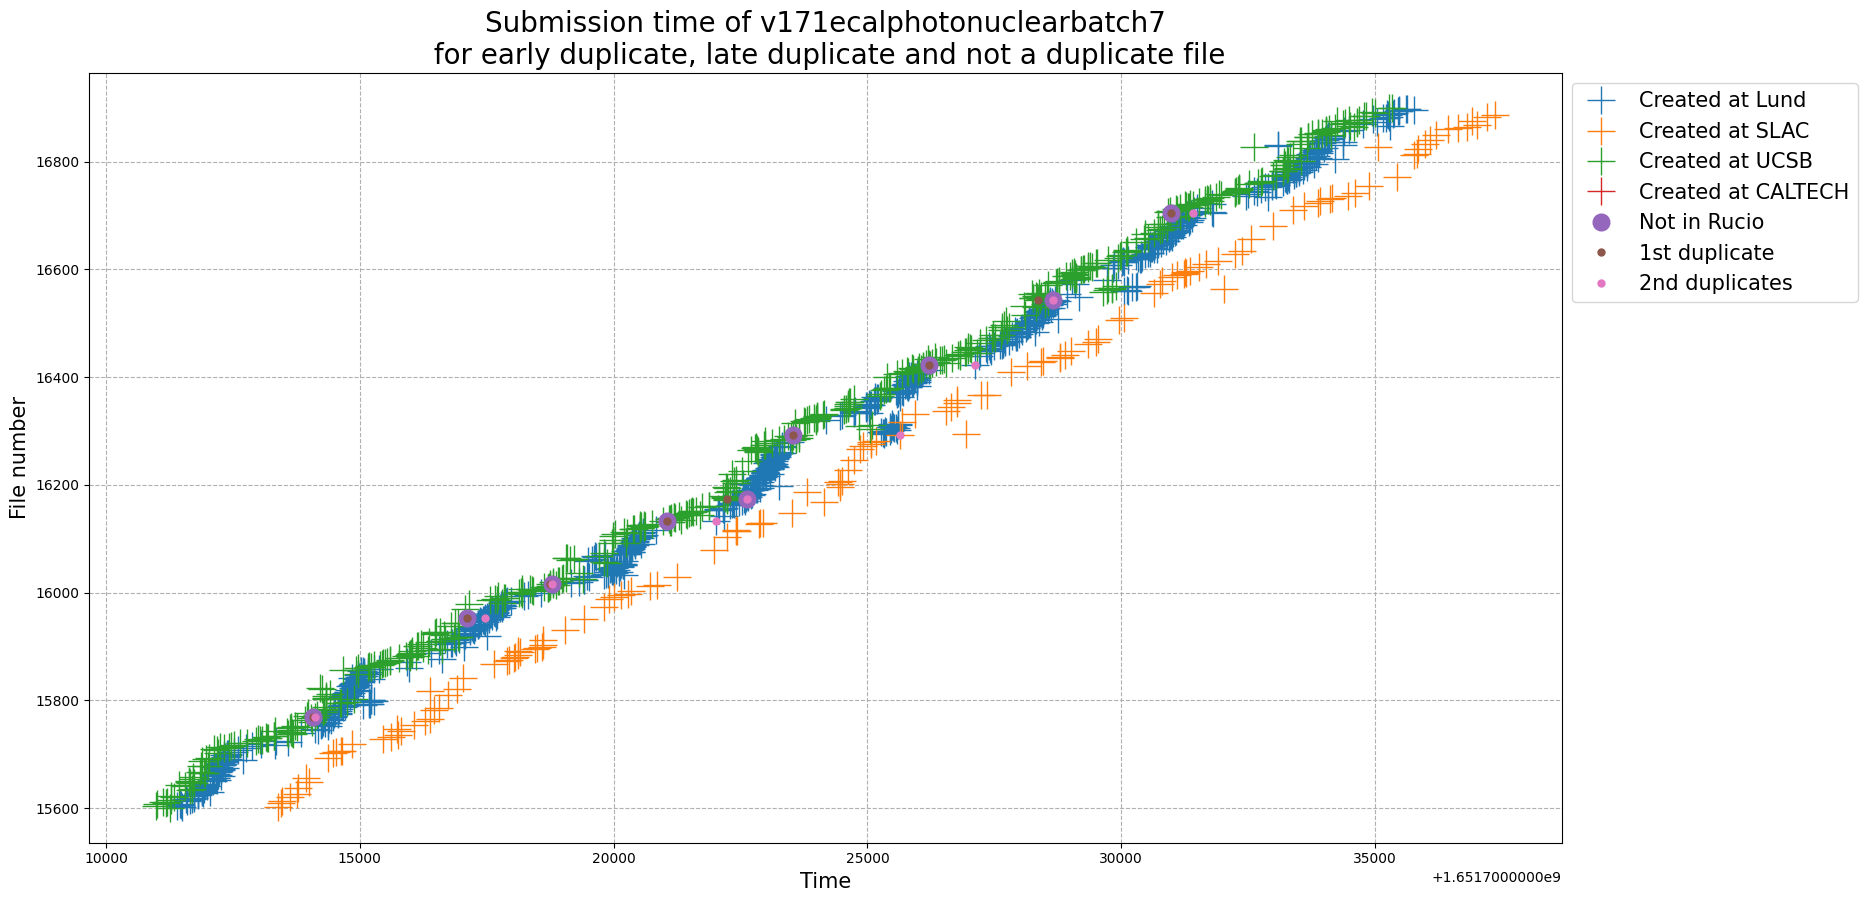 Submission time of v171ecalphotonuclearbatch7
for early duplicate, late duplicate and not a duplicate file
Created at Lund
Created at SLAC
Created at UCSB
Created at CALTECH
Not in Rucio
1st duplicate
2nd duplicates
File number
16800
16600
16400
16200
16000
15800
15600
10000 15000 20000 25000 30000 35000
Time
+1.6517000000e9